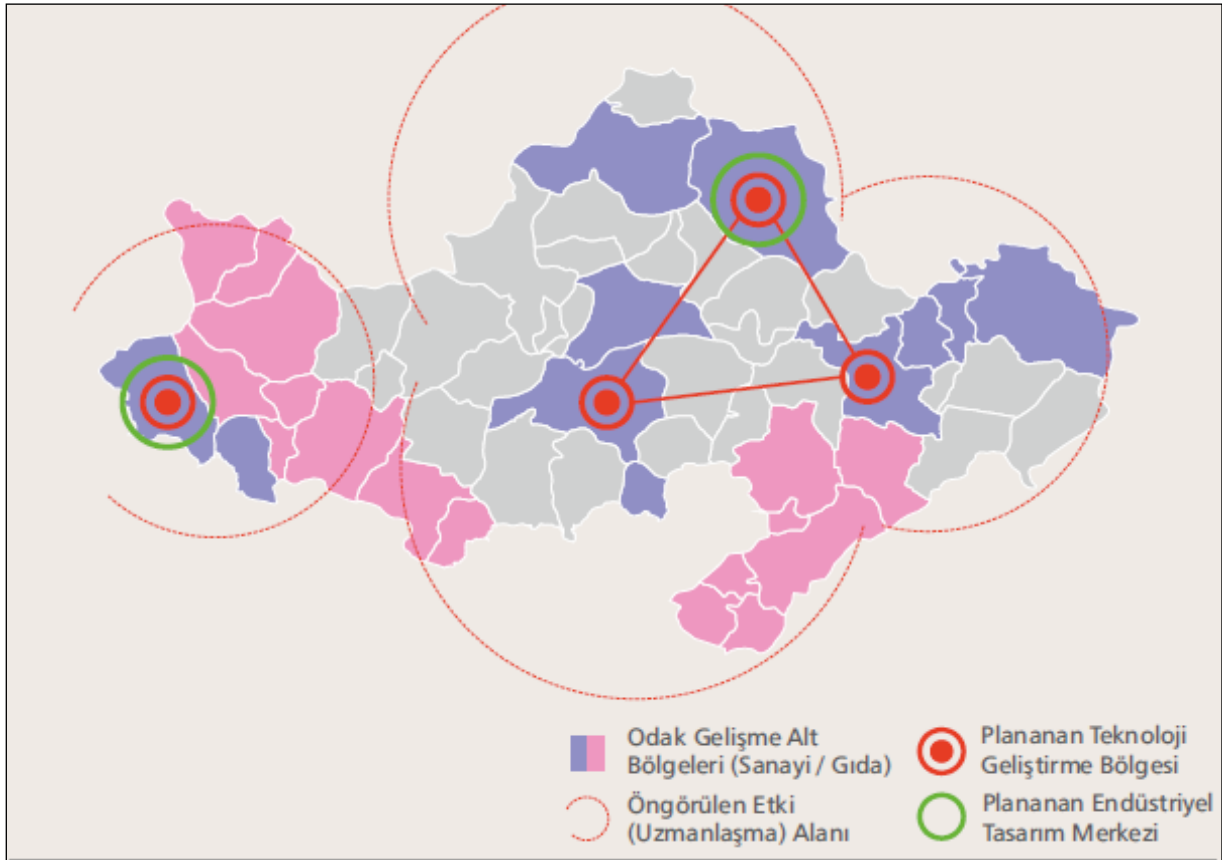 Odak Gelişme Alt
Bölgeleri (Sanayi / Gıda)
Öngörülen Etki
(Uzmanlaşma) Alanı
Plananan Teknoloji
Geliştirme Bölgesi
Plananan Endüstriyel
Tasarım Merkezi